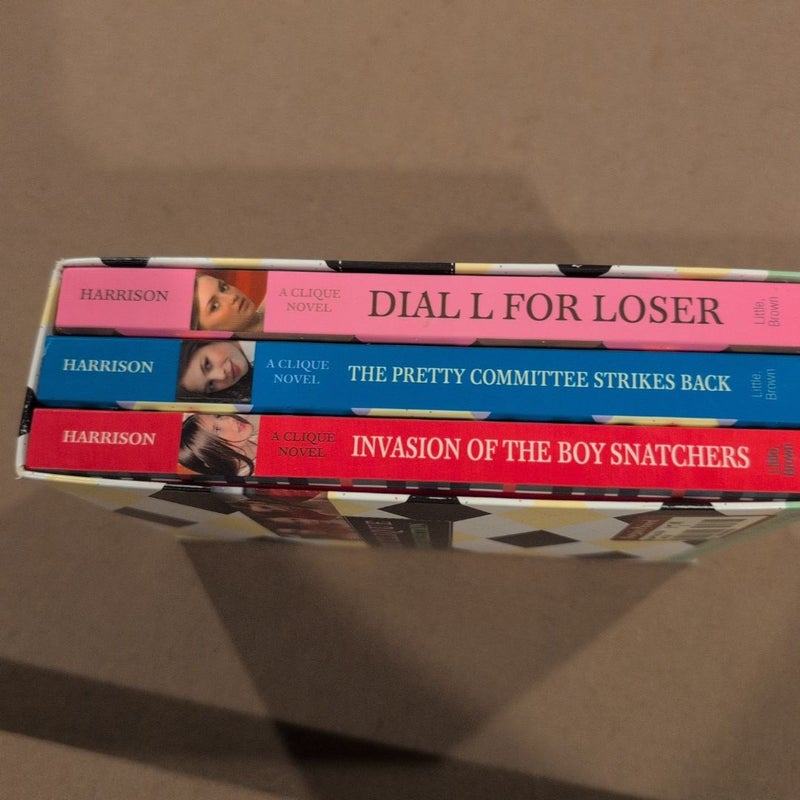 HARRISON
A CLIQUE
NOVEL
DIAL L FOR LOSER
Little,
Brown
HARRISON
A CLIQUE
NOVEL
THE PRETTY COMMITTEE STRIKES BACK
Little,
Brown
HARRISON
A CLIQUE
NOVEL
INVASION OF THE BOY SNATCHERS
Little,
Brown